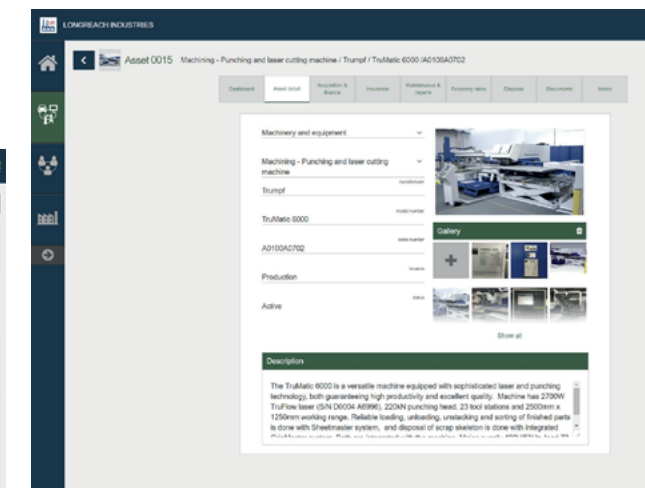 LONGREACH INDUSTRIES
Asset 0015 Machining - Punching and laser cutting machine / Trumpf / TruMatic 6000 /A0100A0702
Dashboard Asset detail Acquisition & finance Insurance Maintenance & repairs Recovery rates Disposal Documents Notes
Machinery and equipment
Machining - Punching and laser cutting
machine
manufacturer
Trumpf
model number
TruMatic 6000
serial number
A0100A0702
location
Production
status
Active
Gallery
Show all
Description
The TruMatic 6000 is a versatile machine equipped with sophisticated laser and punching
technology, both guaranteeing high productivity and excellent quality. Machine has 2700W
TruFlow laser (S/N D0004 A6996), 220kN punching head, 23 tool stations and 2500mm x
1250mm working range. Reliable loading, unloading, unstacking and sorting of finished parts
is done with Sheetmaster system, and disposal of scrap skeleton is done with integrated